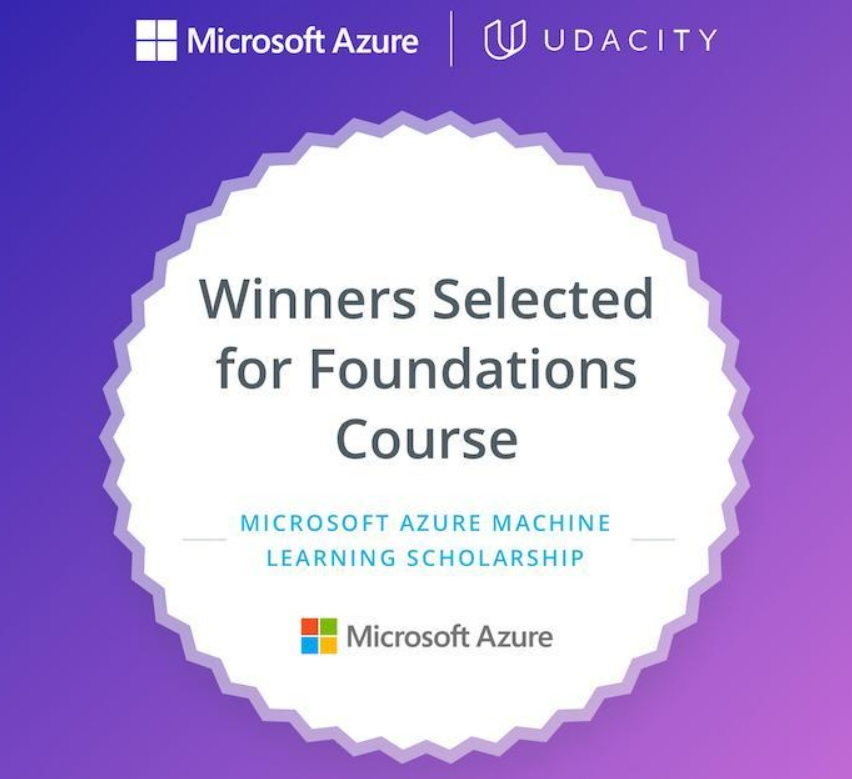 Microsoft Azure | UDACITY
Winners Selected
for Foundations
Course
MICROSOFT AZURE MACHINE
LEARNING SCHOLARSHIP
Microsoft Azure